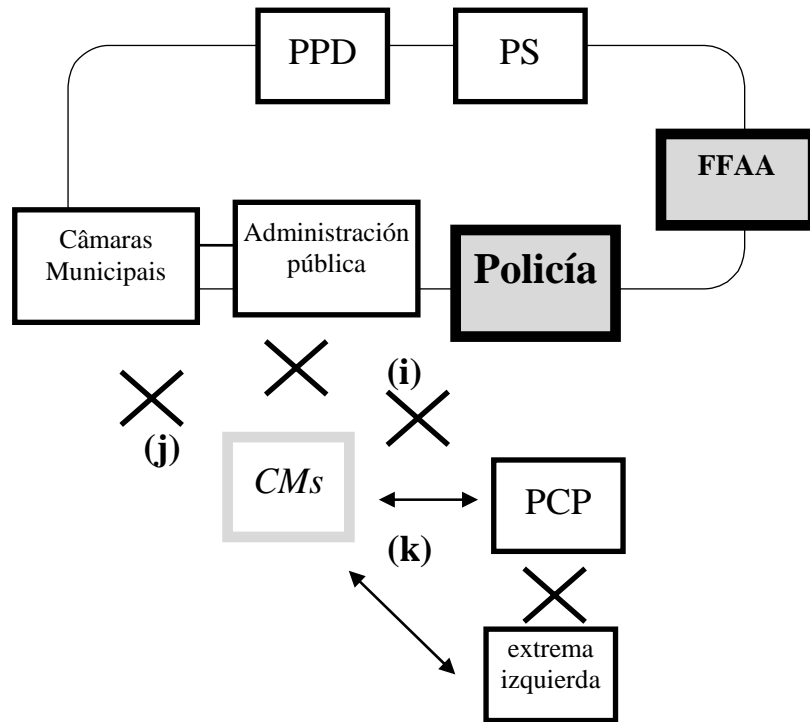 PPD
PS
FFAA
Câmaras
Municipais
Administración
pública
Policía
(i)
(j)
CMs
PCP
(k)
extrema
izquierda